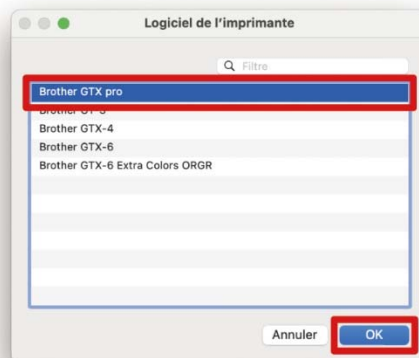 Logiciel de l'imprimante
Filtre
Brother GTX pro
Brother GTX-4
Brother GTX-6
Brother GTX-6 Extra Colors ORGR
Annuler
OK